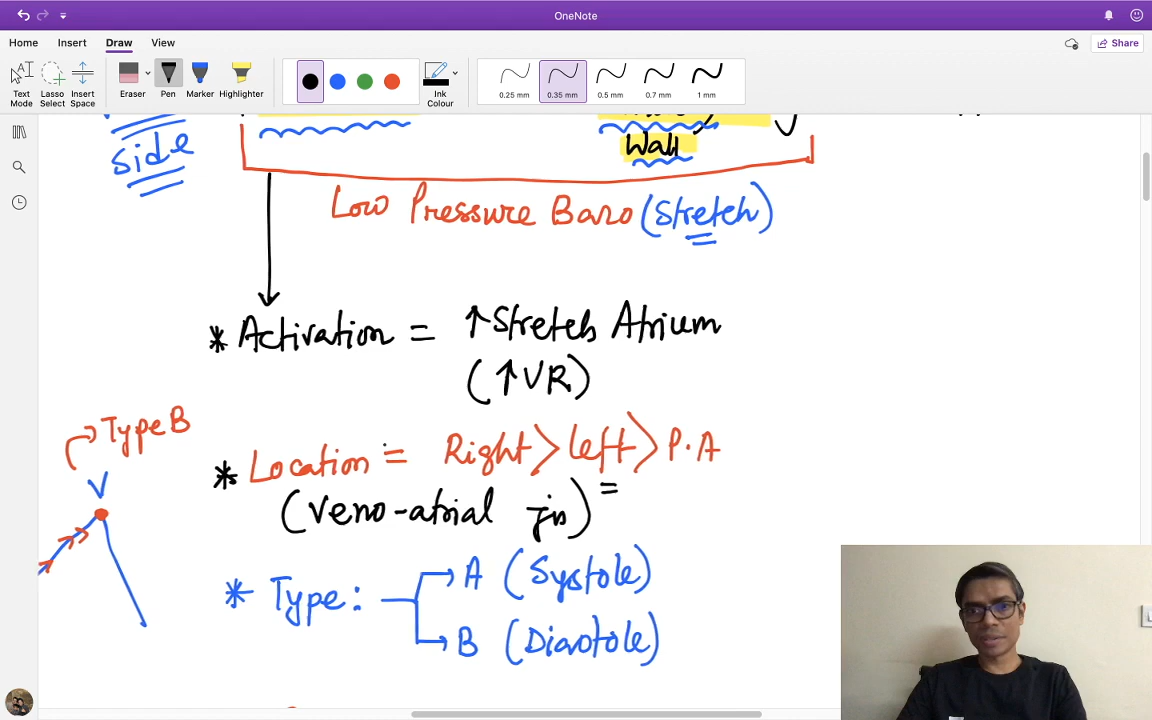 OneNote
Home Insert Draw View
Share
Text Mode
Lasso Select
Insert Space
Eraser
Pen
Marker
Highlighter
Ink Colour
0.25 mm
0.35 mm
0.5 mm
0.7 mm
1 mm
side
Wall
Low Pressure Baro (Stretch)
* Activation = ↑ Stretch Atrium
(↑ VR)
Type B
V
* Location = Right > left > P.A
(Veno-atrial jn) =
* Type: A (Systole)
B (Diastole)